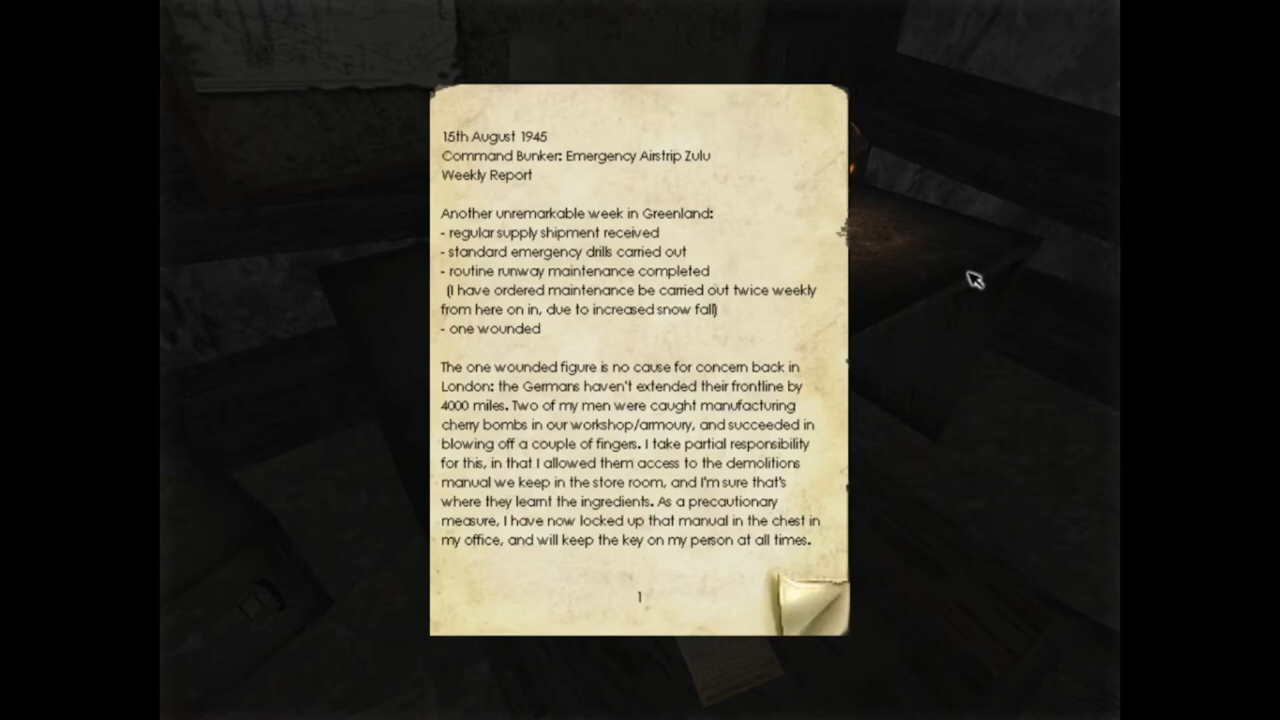 15th August 1945
Command Bunker: Emergency Airstrip Zulu
Weekly Report
Another unremarkable week in Greenland:
- regular supply shipment received
- standard emergency drills carried out
- routine runway maintenance completed
(I have ordered maintenance be carried out twice weekly
from here on in, due to increased snow fall)
- one wounded
The one wounded figure is no cause for concern back in
London: the Germans haven't extended their frontline by
4000 miles. Two of my men were caught manufacturing
cherry bombs in our workshop/armoury, and succeeded in
blowing off a couple of fingers. I take partial responsibility
for this, in that I allowed them access to the demolitions
manual we keep in the store room, and I'm sure that's
where they learnt the ingredients. As a precautionary
measure, I have now locked up that manual in the chest in
my office, and will keep the key on my person at all times.
1